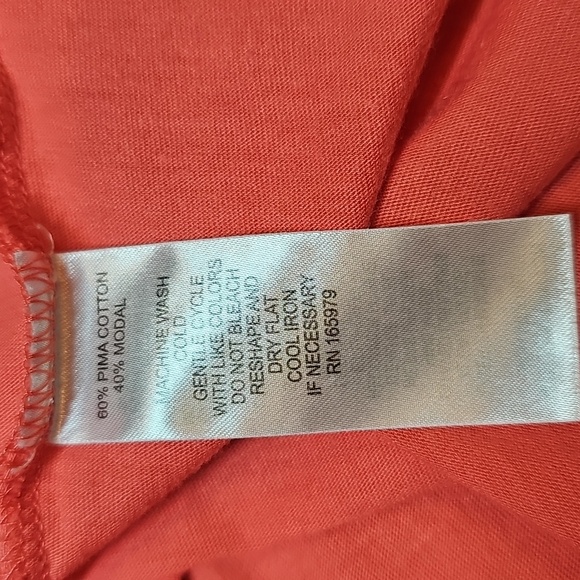 60% PIMA COTTON
40% MODAL
MACHINE WASH
COLD
GENTLE CYCLE
WITH LIKE COLORS
DO NOT BLEACH
RESHAPE AND
DRY FLAT
COOL IRON
IF NECESSARY
RN 165979